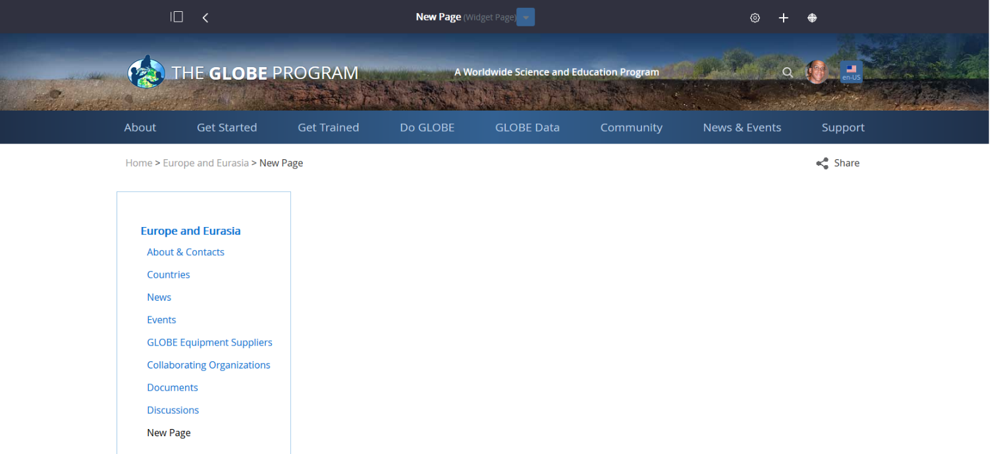 New Page (Widget Page)
THE GLOBE PROGRAM
A Worldwide Science and Education Program
en-US
About Get Started Get Trained Do GLOBE GLOBE Data Community News & Events Support
Home > Europe and Eurasia > New Page
Share
Europe and Eurasia
About & Contacts
Countries
News
Events
GLOBE Equipment Suppliers
Collaborating Organizations
Documents
Discussions
New Page